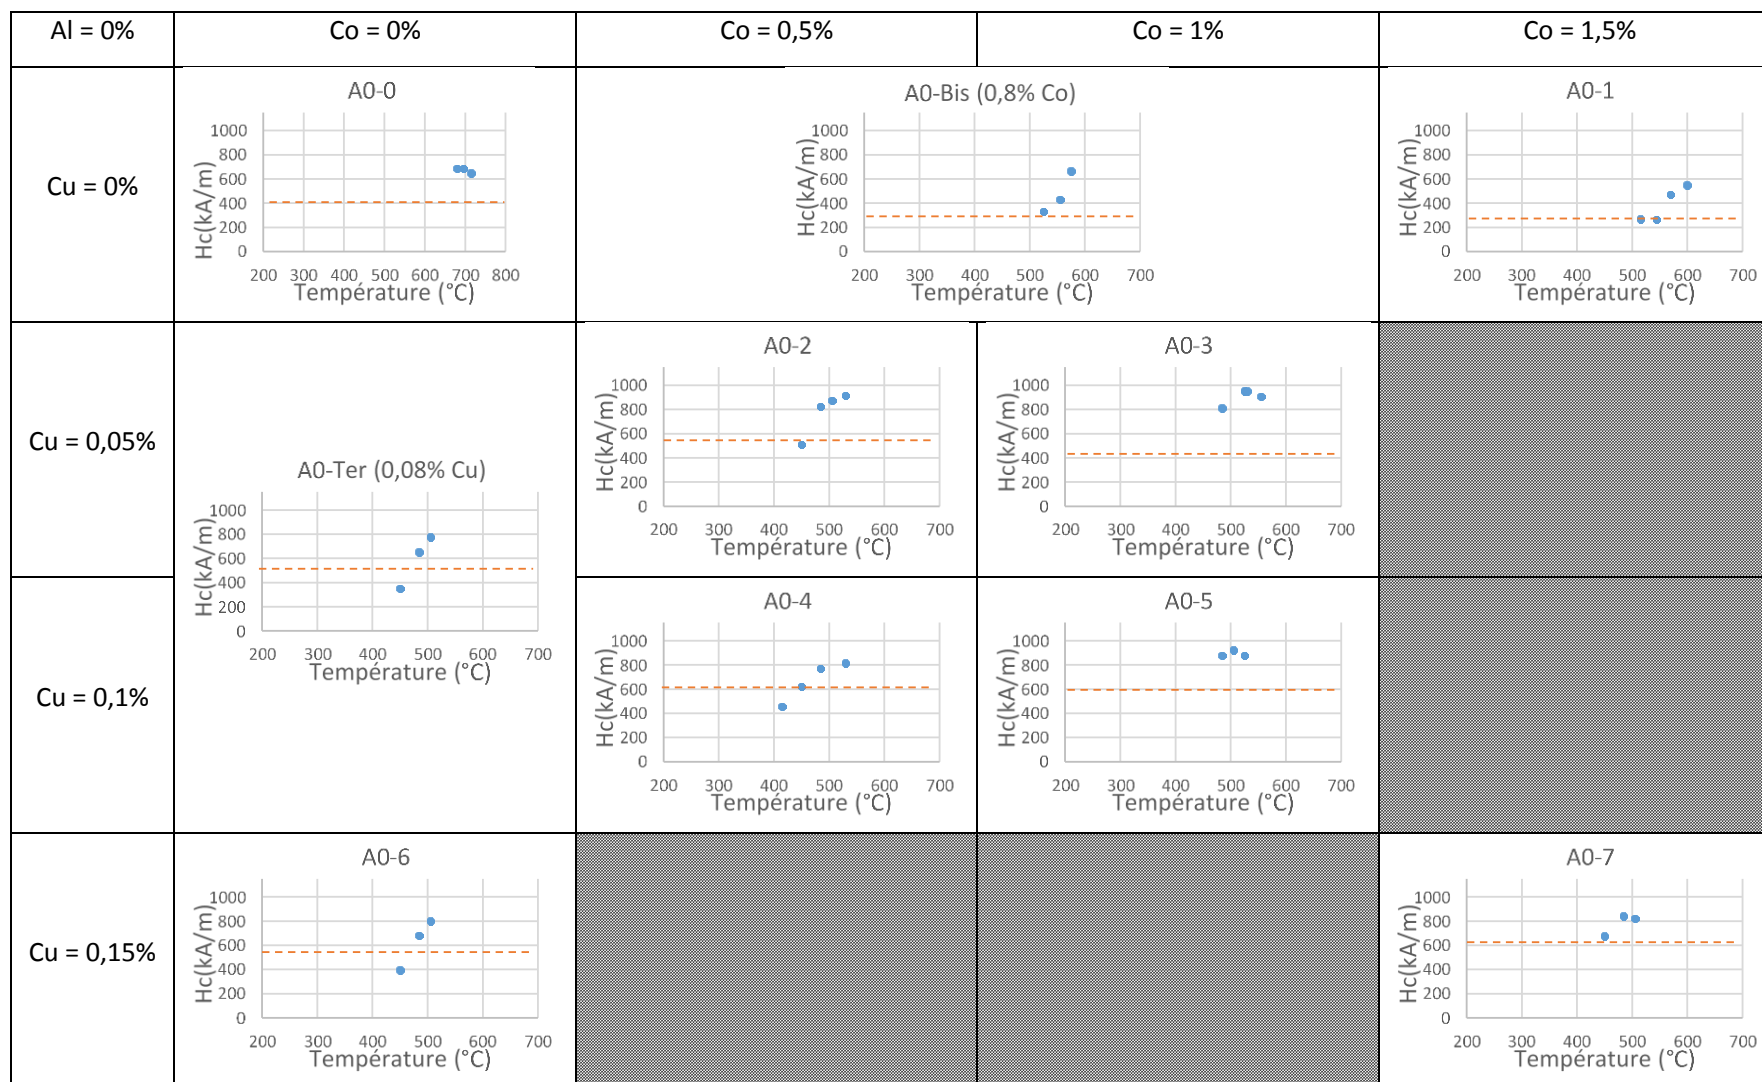 Al = 0%
Co = 0%
Co = 0,5%
Co = 1%
Co = 1,5%
Cu = 0%
A0-0
1000
800
600
400
200
0
Hc(kA/m)
200 300 400 500 600 700 800
Température (°C)
A0-Bis (0,8% Co)
1000
800
600
400
200
0
Hc(kA/m)
200 300 400 500 600 700
Température (°C)
A0-1
1000
800
600
400
200
0
Hc(kA/m)
200 300 400 500 600 700
Température (°C)
Cu = 0,05%
A0-Ter (0,08% Cu)
1000
800
600
400
200
0
Hc(kA/m)
200 300 400 500 600 700
Température (°C)
A0-2
1000
800
600
400
200
0
Hc(kA/m)
200 300 400 500 600 700
Température (°C)
A0-3
1000
800
600
400
200
0
Hc(kA/m)
200 300 400 500 600 700
Température (°C)
Cu = 0,1%
A0-4
1000
800
600
400
200
0
Hc(kA/m)
200 300 400 500 600 700
Température (°C)
A0-5
1000
800
600
400
200
0
Hc(kA/m)
200 300 400 500 600 700
Température (°C)
Cu = 0,15%
A0-6
1000
800
600
400
200
0
Hc(kA/m)
200 300 400 500 600 700
Température (°C)
A0-7
1000
800
600
400
200
0
Hc(kA/m)
200 300 400 500 600 700
Température (°C)